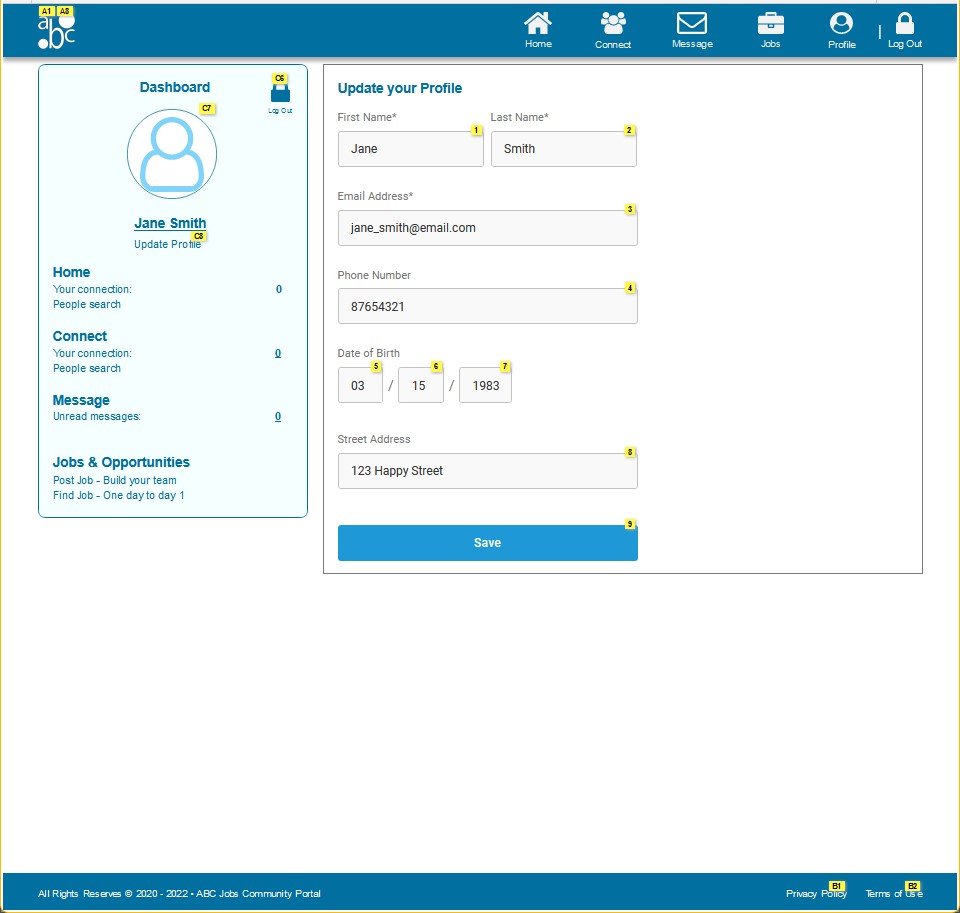 A1 A8
abc
Home
Connect
Message
Jobs
Profile
|
Log Out
Dashboard
C6
Log Out
C7
Jane Smith
C8
Update Profile
Home
Your connection: 0
People search
Connect
Your connection: 0
People search
Message
Unread messages: 0
Jobs & Opportunities
Post Job - Build your team
Find Job - One day to day 1
Update your Profile
First Name* Last Name*
1 2
Jane Smith
Email Address*
3
jane_smith@email.com
Phone Number
4
87654321
Date of Birth
5 6 7
03 / 15 / 1983
Street Address
8
123 Happy Street
9
Save
B1 B2
All Rights Reserves © 2020 - 2022 • ABC Jobs Community Portal
Privacy Policy Terms of Use